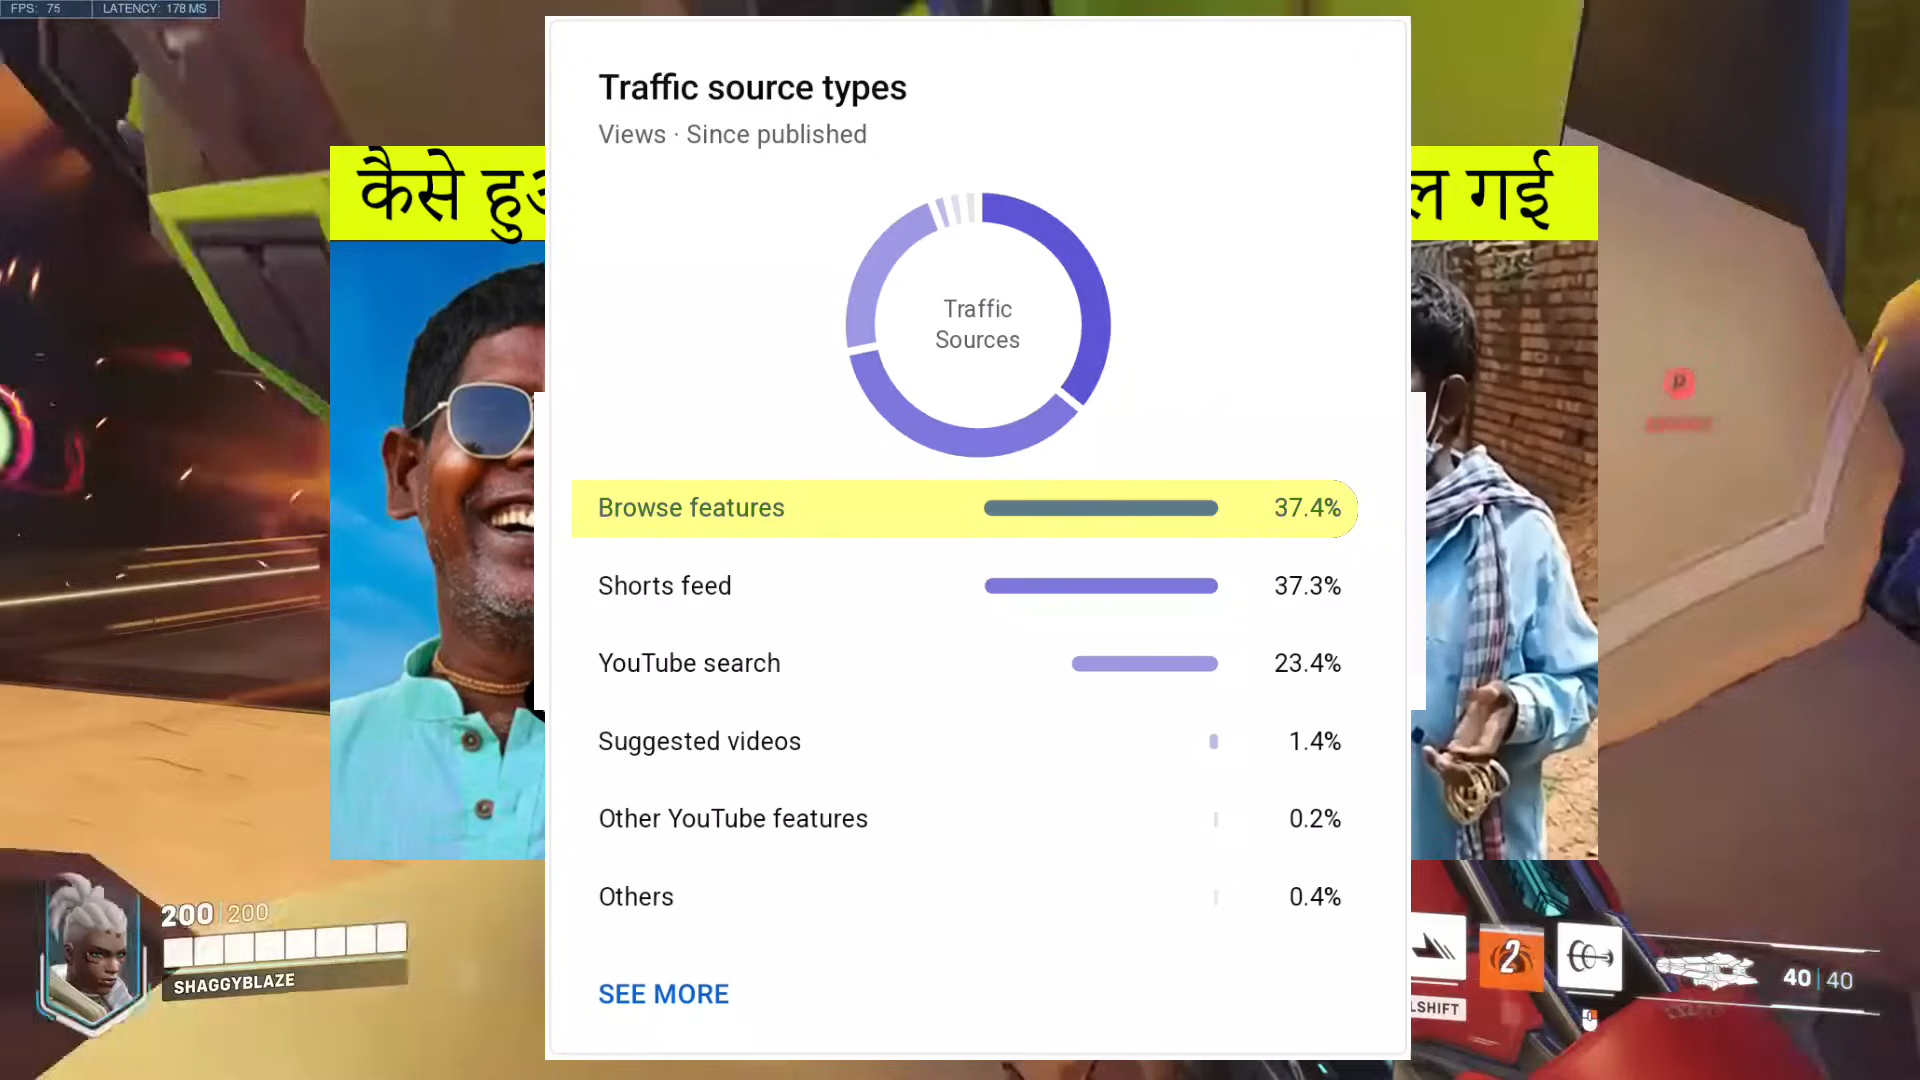 FPS: 75 LATENCY: 178 MS
Traffic source types
Views · Since published
कैसे
ल गई
Traffic
Sources
Browse features 37.4%
Shorts feed 37.3%
YouTube search 23.4%
Suggested videos 1.4%
Other YouTube features 0.2%
Others 0.4%
SEE MORE
200 | 200
SHAGGYBLAZE
2
40 | 40
LSHIFT